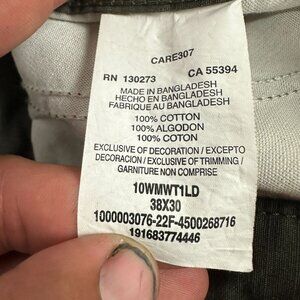 CARE307
RN 130273 CA 55394
MADE IN BANGLADESH
HECHO EN BANGLADESH
FABRIQUE AU BANGLADESH
100% COTTON
100% ALGODON
100% COTON
EXCLUSIVE OF DECORATION / EXCEPTO
DECORACION / EXCLUSIVE OF TRIMMING /
GARNITURE NON COMPRISE
10WMWT1LD
38X30
1000003076-22F-4500268716
191683774446